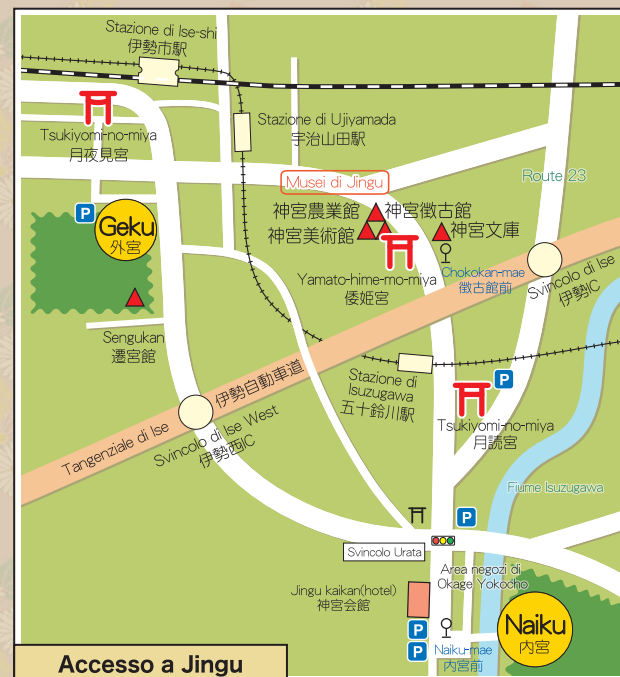 Stazione di Ise-shi
伊勢市駅
Tsukiyomi-no-miya
月夜見宮
Stazione di Ujiyamada
宇治山田駅
Musei di Jingu
Route 23
P
Geku
外宮
神宮農業館
神宮徴古館
神宮美術館
神宮文庫
Yamato-hime-mo-miya
倭姫宮
Chokokan-mae
徴古館前
Svincolo di Ise
伊勢IC
Sengukan
遷宮館
伊勢自動車道
Tangenziale di Ise
Svincolo di Ise West
伊勢西IC
Stazione di
Isuzugawa
五十鈴川駅
P
Tsukiyomi-no-miya
月読宮
Fiume Isuzugawa
P
Svincolo Urata
Area negozi di
Okage Yokocho
Jingu kaikan(hotel)
神宮会館
P
P
Naiku-mae
内宮前
Naiku
内宮
Accesso a Jingu